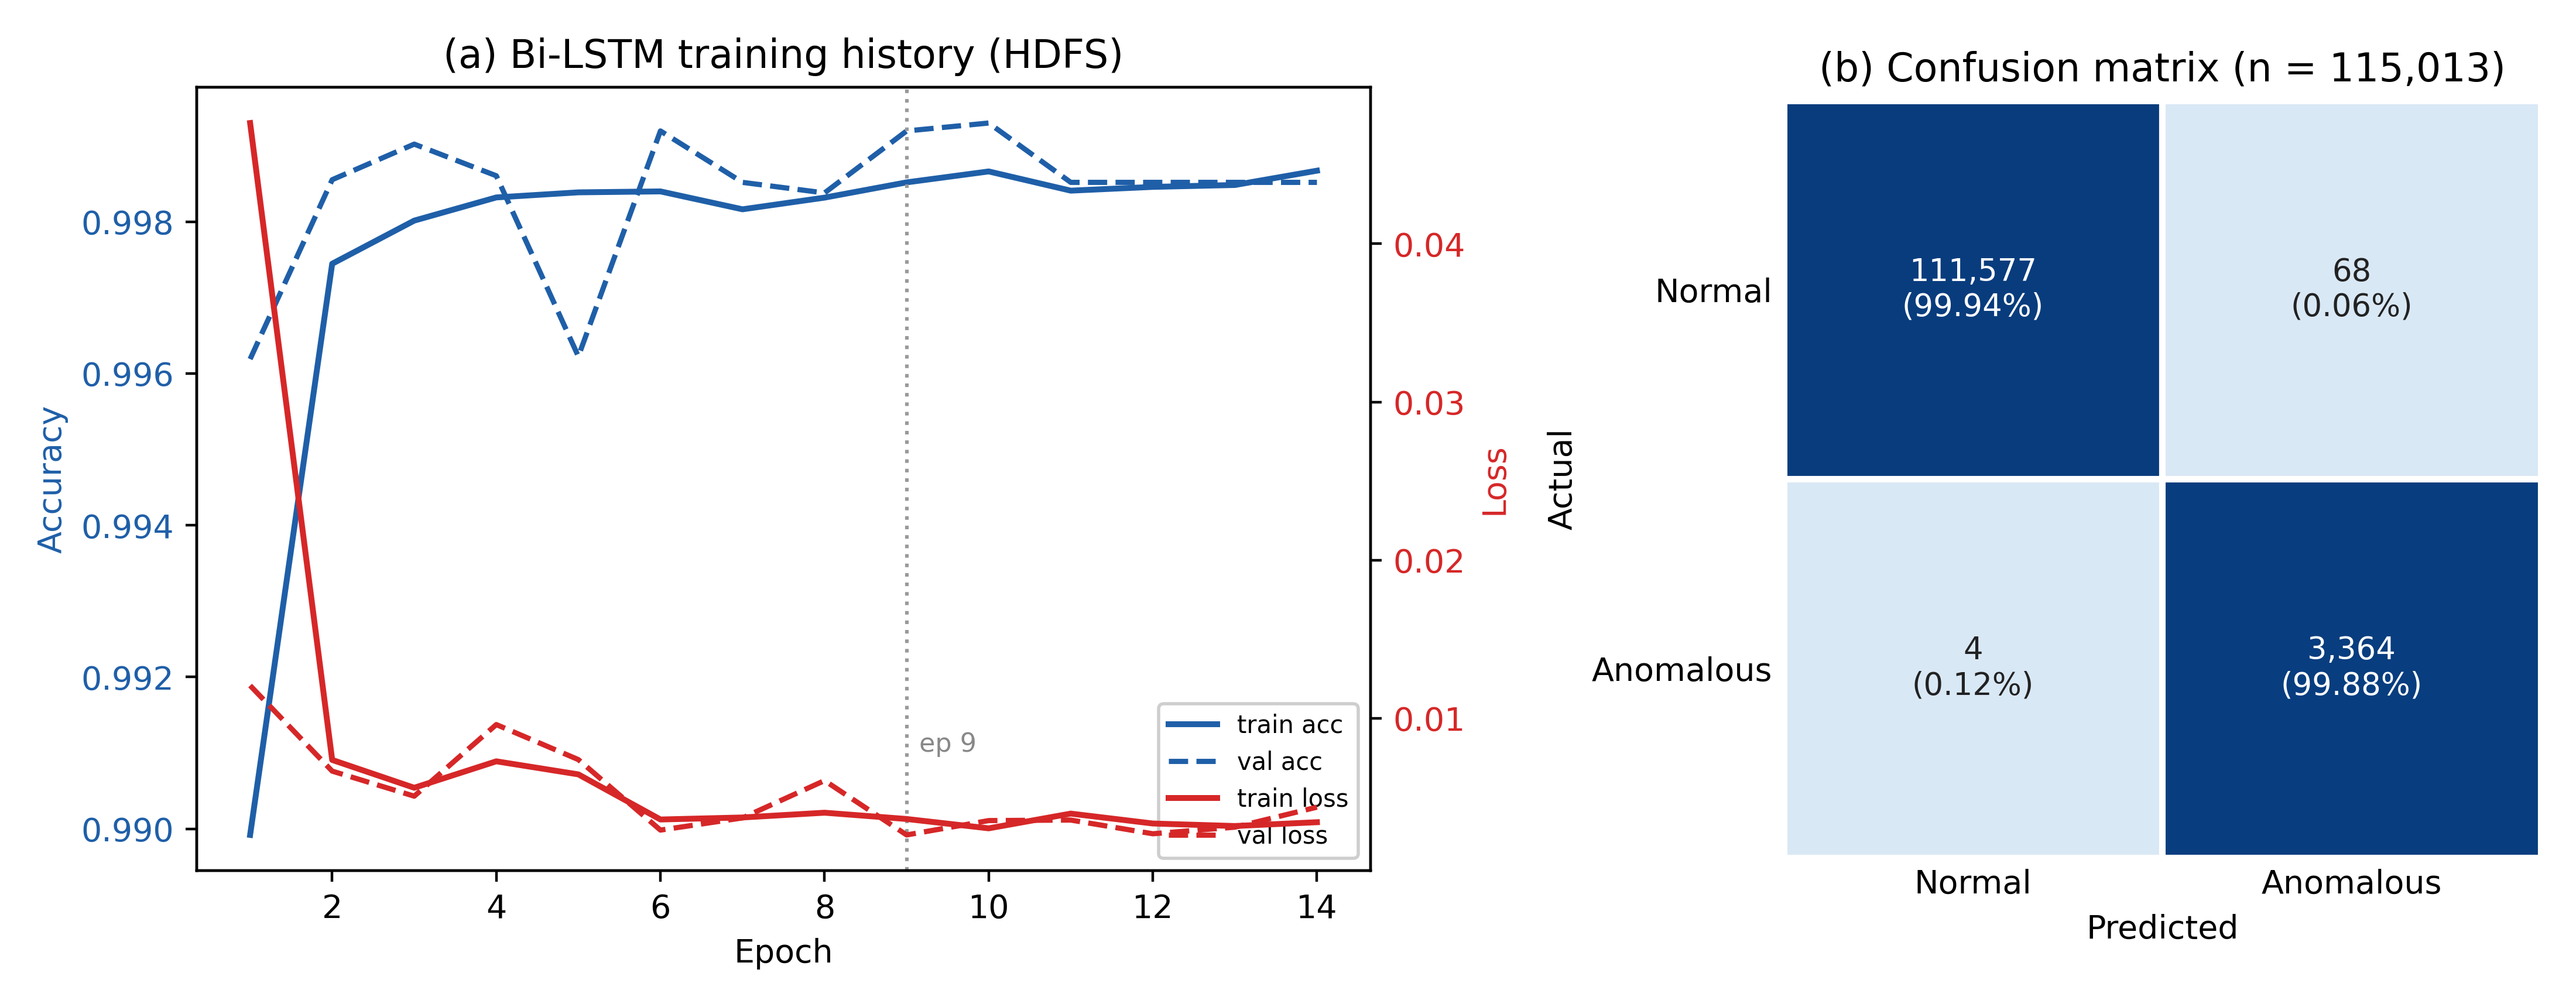 (a) Bi-LSTM training history (HDFS)
Accuracy
0.998
0.996
0.994
0.992
0.990
2
4
6
8
10
12
14
Epoch
0.04
0.03
0.02
0.01
Loss
ep 9
train acc
val acc
train loss
val loss
(b) Confusion matrix (n = 115,013)
Actual
Normal
Anomalous
111,577
(99.94%)
68
(0.06%)
4
(0.12%)
3,364
(99.88%)
Normal
Anomalous
Predicted